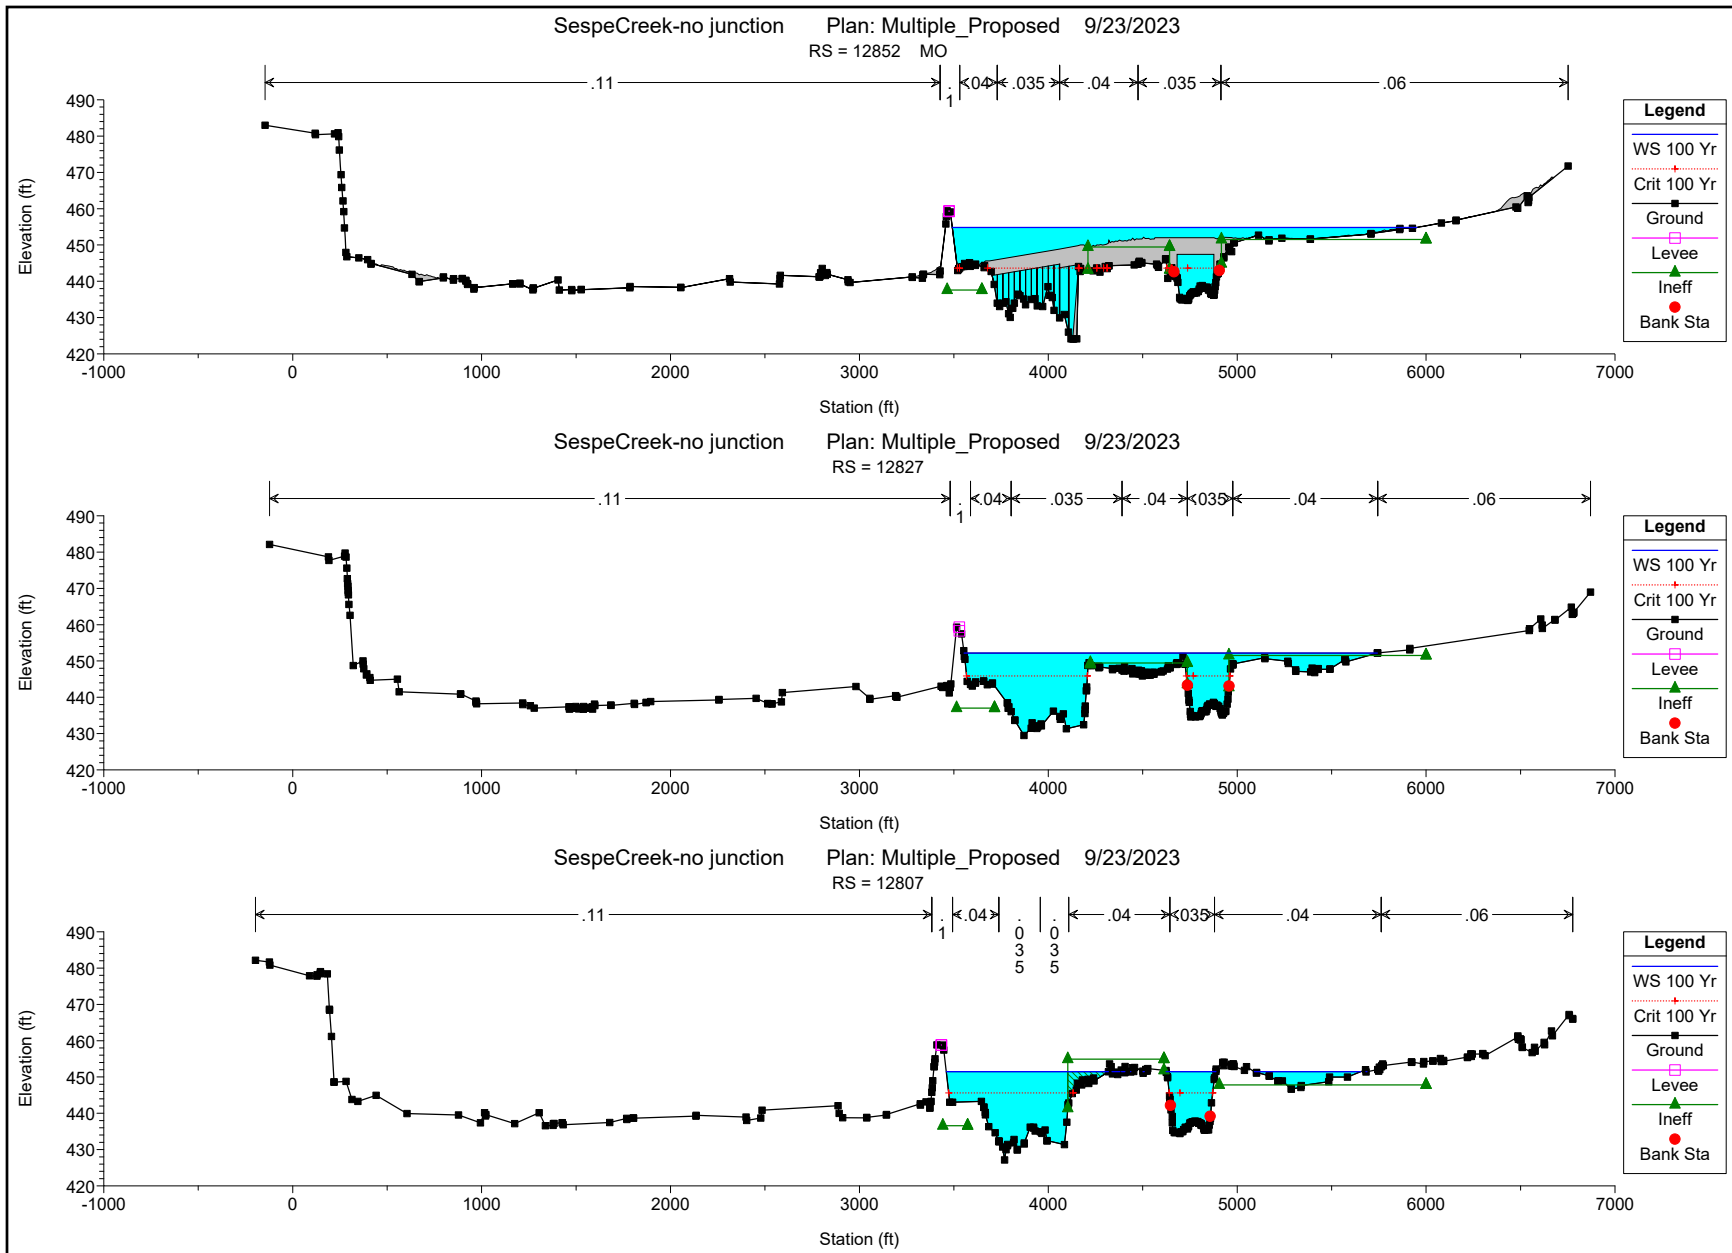 SespeCreek-no junction Plan: Multiple_Proposed 9/23/2023
RS = 12852 MO
.11 .1 .04 .035 .04 .035 .06
Elevation (ft)
490
480
470
460
450
440
430
420
-1000 0 1000 2000 3000 4000 5000 6000 7000
Station (ft)
Legend
WS 100 Yr
Crit 100 Yr
Ground
Levee
Ineff
Bank Sta
SespeCreek-no junction Plan: Multiple_Proposed 9/23/2023
RS = 12827
.11 .1 .04 .035 .04 .035 .04 .06
Elevation (ft)
490
480
470
460
450
440
430
420
-1000 0 1000 2000 3000 4000 5000 6000 7000
Station (ft)
Legend
WS 100 Yr
Crit 100 Yr
Ground
Levee
Ineff
Bank Sta
SespeCreek-no junction Plan: Multiple_Proposed 9/23/2023
RS = 12807
.11 .1 .04 .035 .035 .04 .035 .04 .06
Elevation (ft)
490
480
470
460
450
440
430
420
-1000 0 1000 2000 3000 4000 5000 6000 7000
Station (ft)
Legend
WS 100 Yr
Crit 100 Yr
Ground
Levee
Ineff
Bank Sta